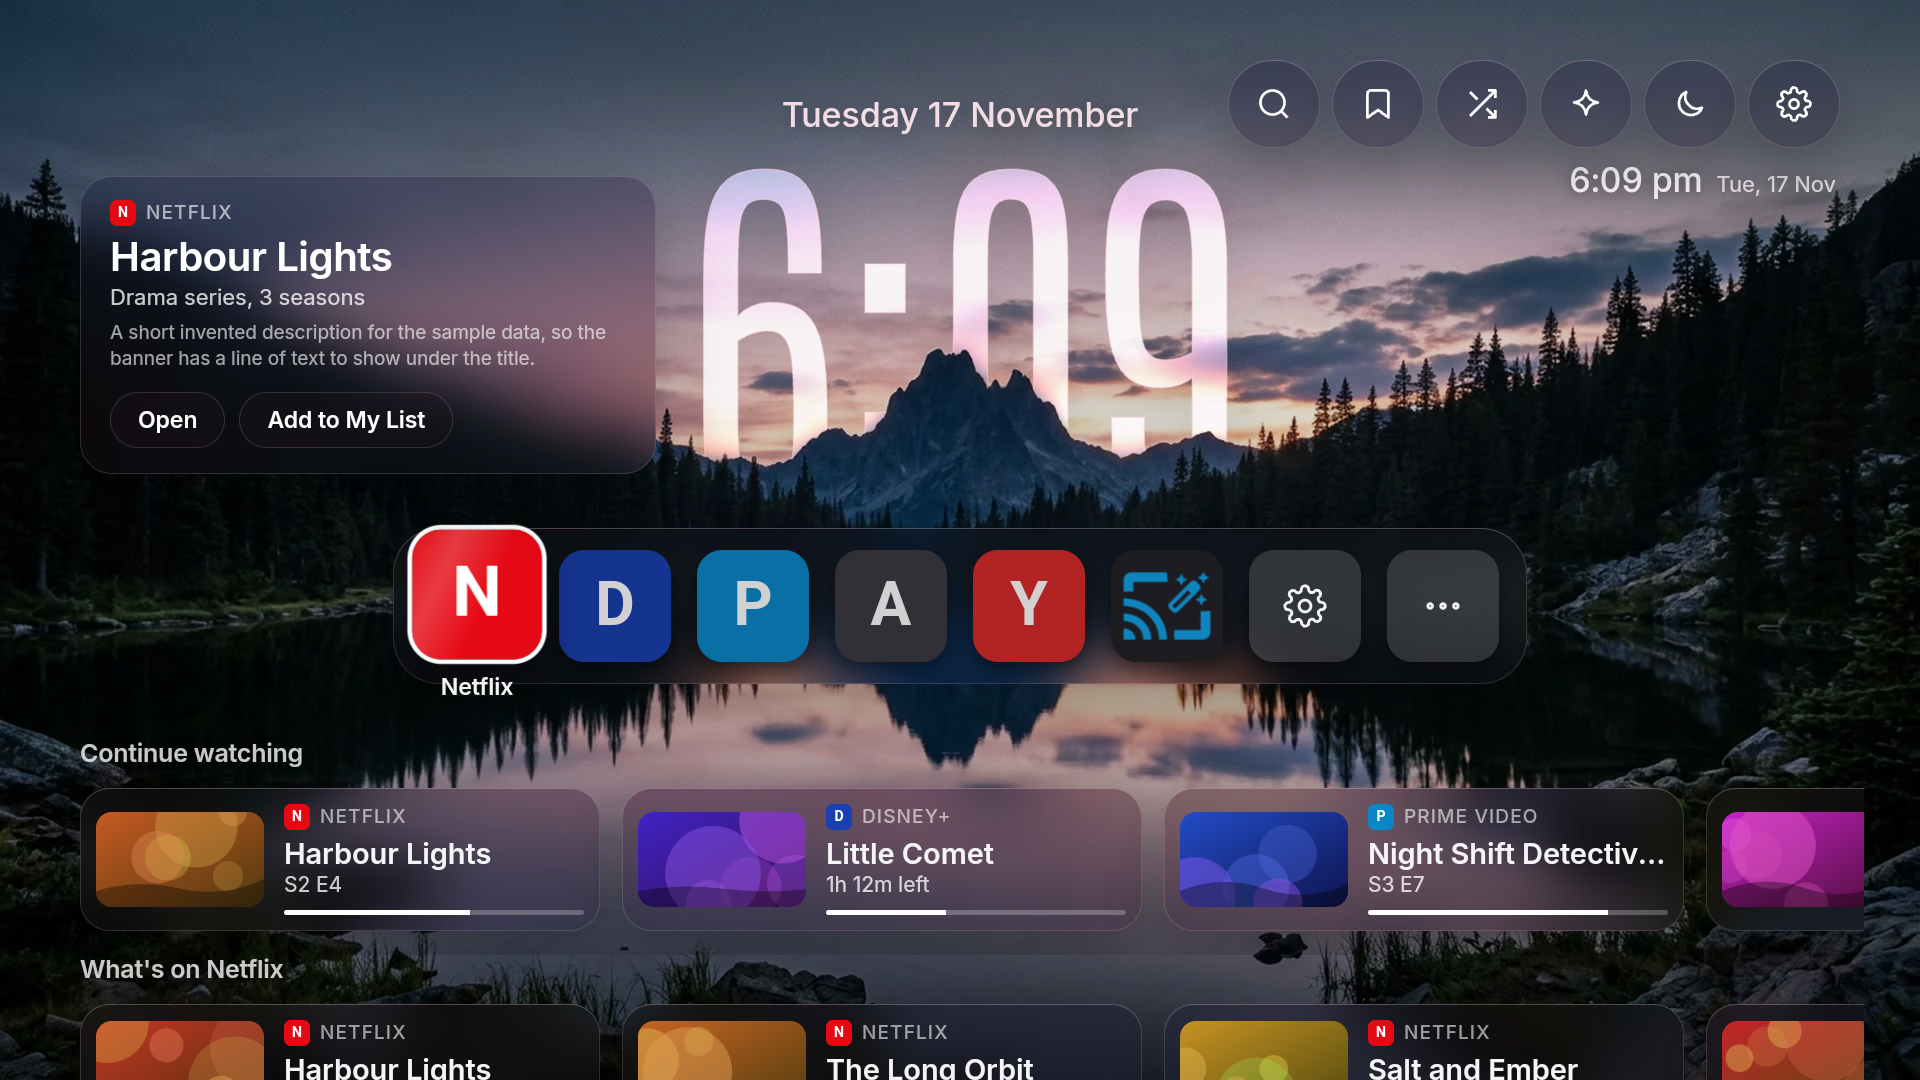 Tuesday 17 November
6:09 pm Tue, 17 Nov
6:09
N NETFLIX
Harbour Lights
Drama series, 3 seasons
A short invented description for the sample data, so the
banner has a line of text to show under the title.
Open Add to My List
N D P A Y
Netflix
Continue watching
N NETFLIX
Harbour Lights
S2 E4
D DISNEY+
Little Comet
1h 12m left
P PRIME VIDEO
Night Shift Detectiv...
S3 E7
What's on Netflix
N NETFLIX
Harbour Lights
N NETFLIX
The Long Orbit
N NETFLIX
Salt and Ember